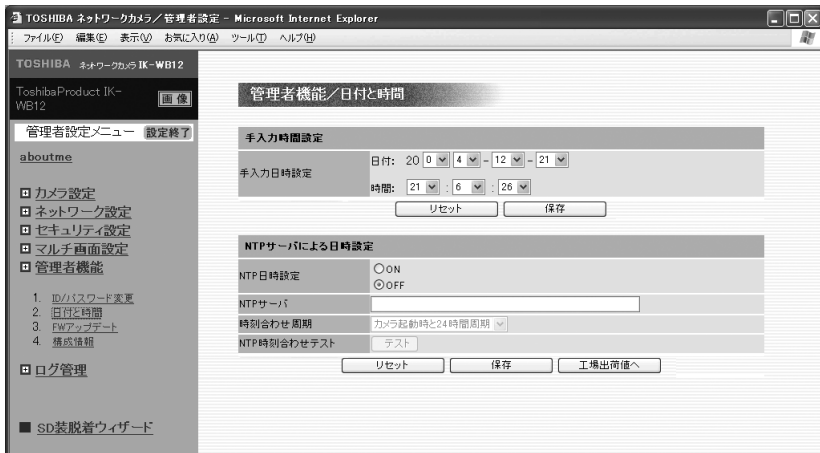 TOSHIBA ネットワークカメラ/管理者設定 - Microsoft Internet Explorer
ファイル(F) 編集(E) 表示(V) お気に入り(A) ツール(T) ヘルプ(H)
TOSHIBA ネットワークカメラ IK-WB12
ToshibaProduct IK-
WB12
画像
管理者設定メニュー 設定終了
aboutme
カメラ設定
ネットワーク設定
セキュリティ設定
マルチ画面設定
管理者機能
1. ID/パスワード変更
2. 日付と時間
3. FWアップデート
4. 構成情報
ログ管理
■ SD装脱着ウィザード
管理者機能/日付と時間
手入力時間設定
手入力日時設定
日付: 20 0 4 - 12 - 21
時間: 21 : 6 : 26
リセット 保存
NTPサーバによる日時設定
NTP日時設定
ON
OFF
NTPサーバ
時刻合わせ周期 カメラ起動時と24時間周期
NTP時刻合わせテスト テスト
リセット 保存 工場出荷値へ